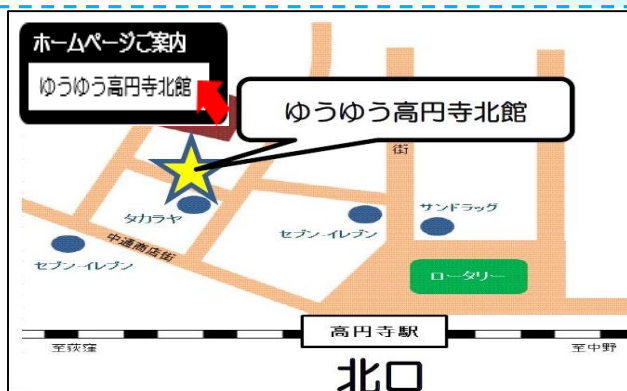 ホームページご案内
ゆうゆう高円寺北館
ゆうゆう高円寺北館
街
サンドラッグ
タカラヤ
セブン-イレブン
中通商店街
セブン-イレブン
ロータリー
高円寺駅
至荻窪
至中野
北口